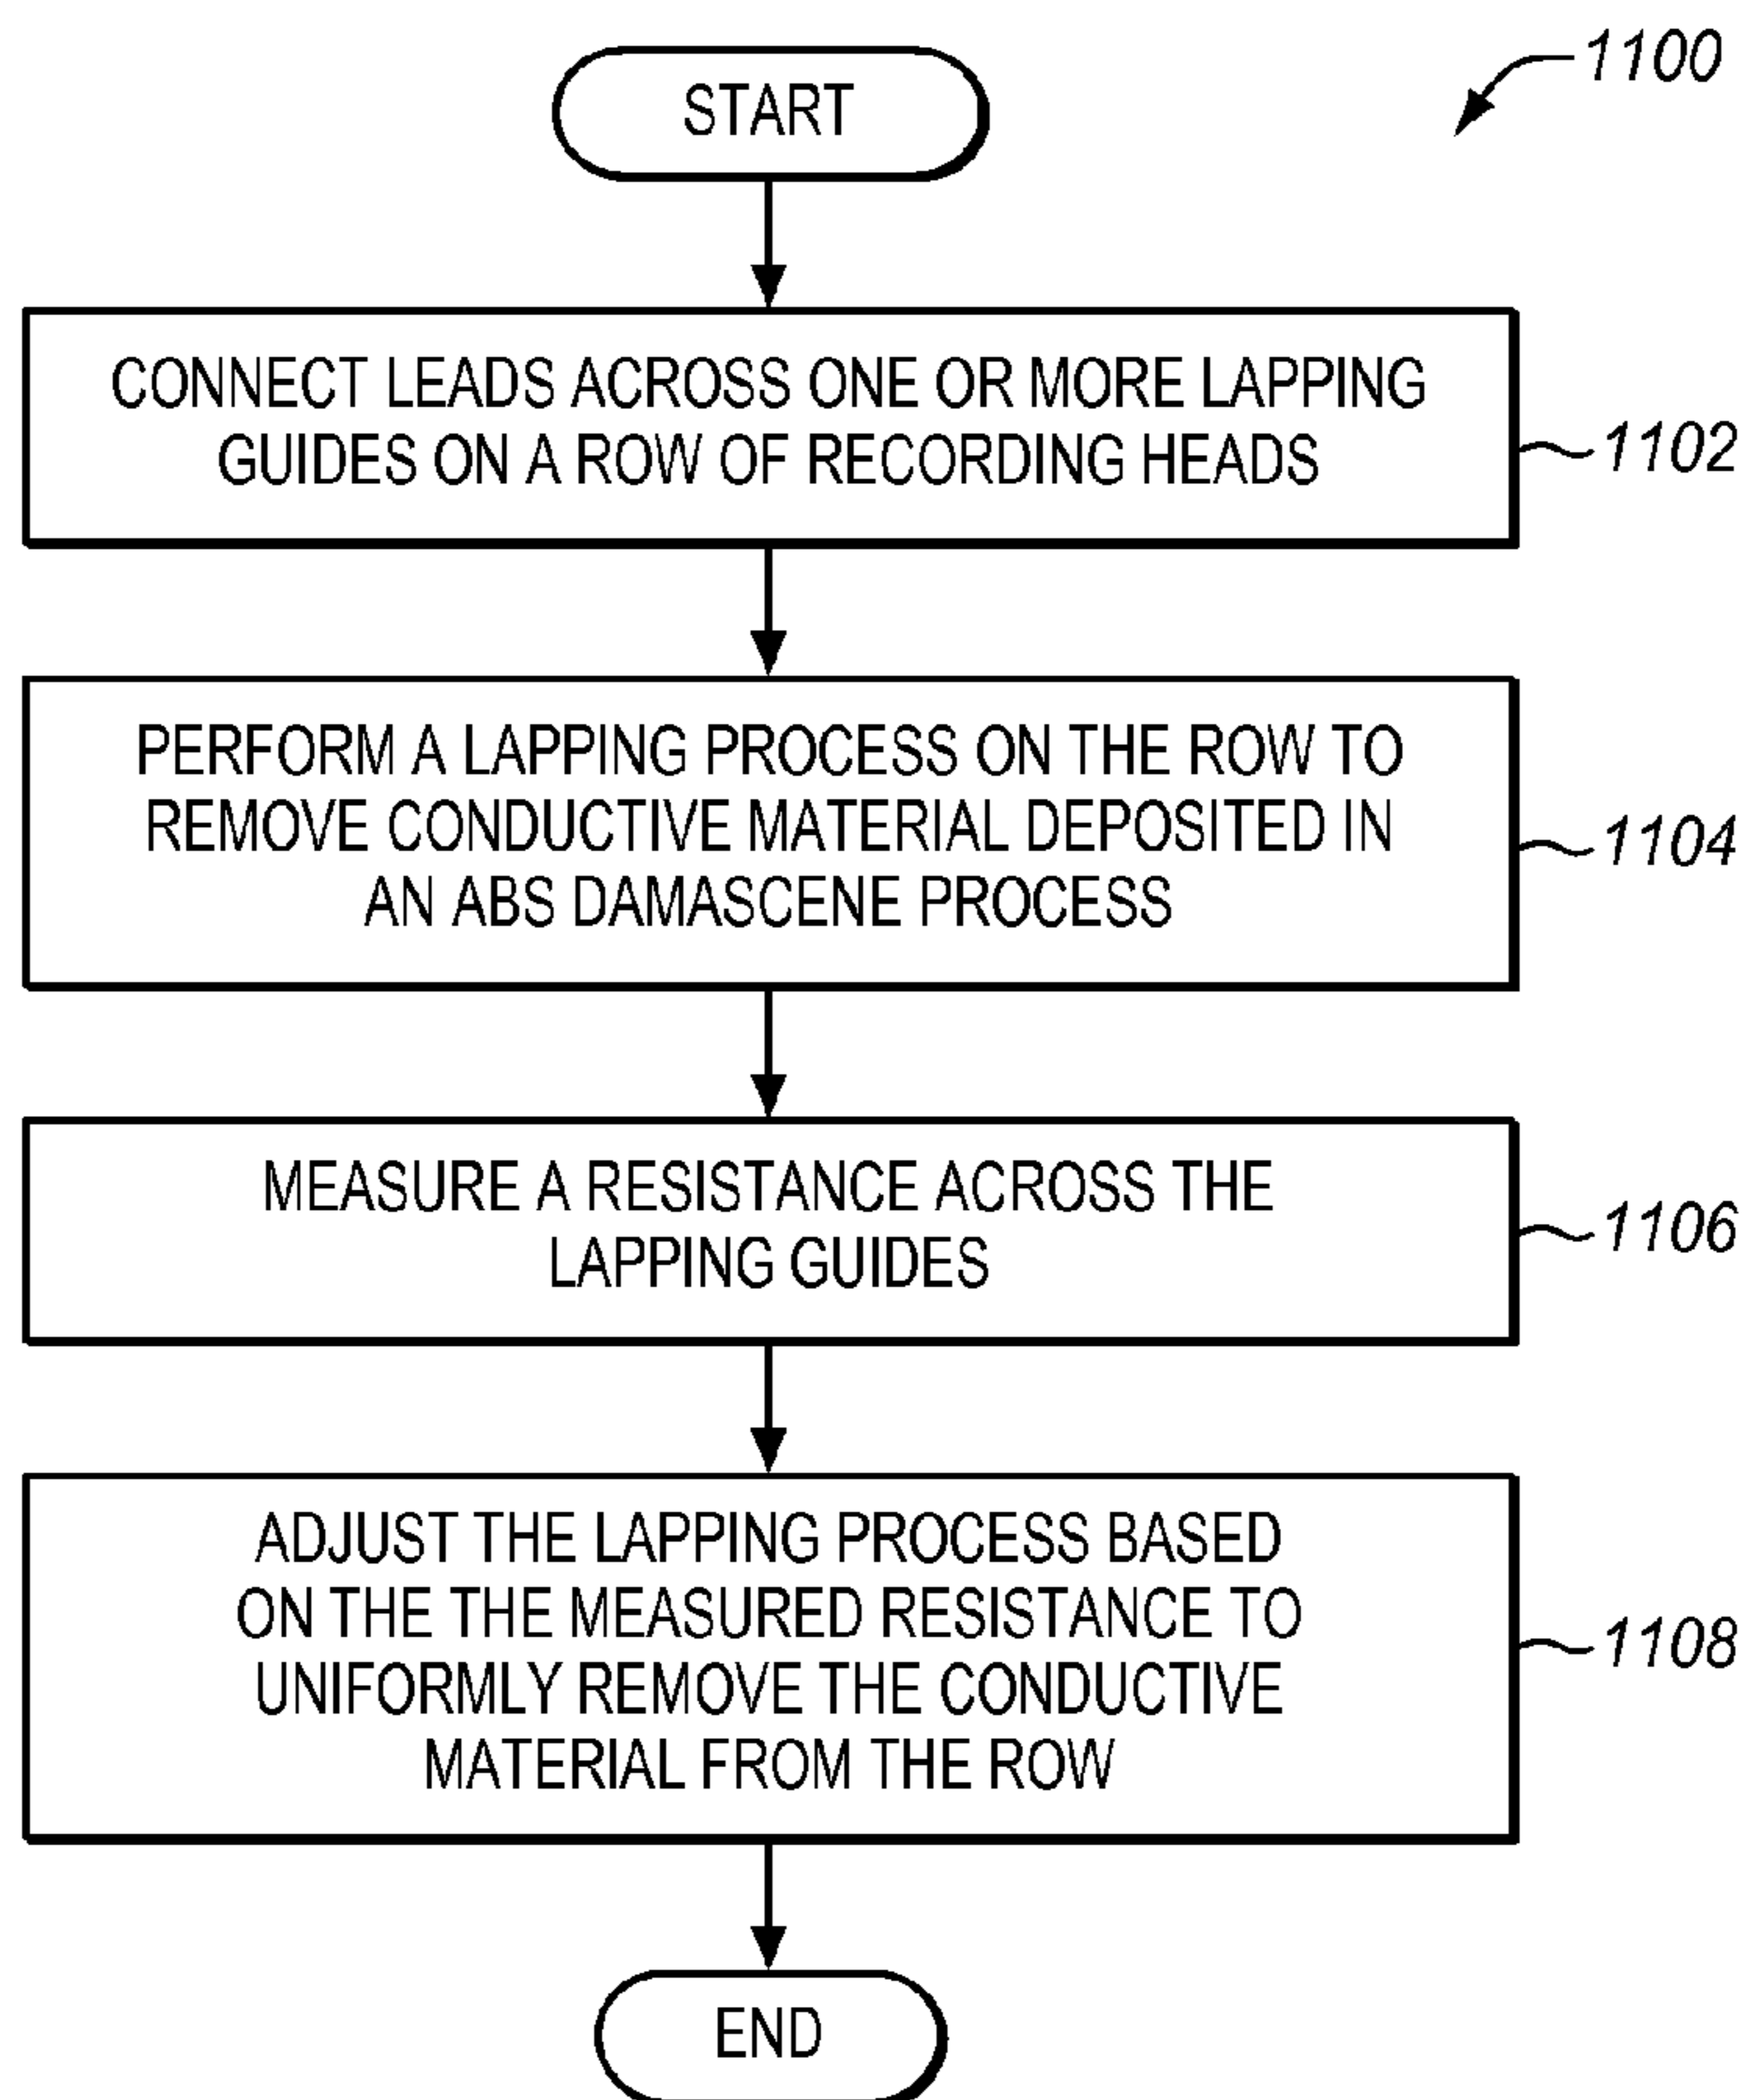 START
1100
CONNECT LEADS ACROSS ONE OR MORE LAPPING
GUIDES ON A ROW OF RECORDING HEADS
1102
PERFORM A LAPPING PROCESS ON THE ROW TO
REMOVE CONDUCTIVE MATERIAL DEPOSITED IN
AN ABS DAMASCENE PROCESS
1104
MEASURE A RESISTANCE ACROSS THE
LAPPING GUIDES
1106
ADJUST THE LAPPING PROCESS BASED
ON THE THE MEASURED RESISTANCE TO
UNIFORMLY REMOVE THE CONDUCTIVE
MATERIAL FROM THE ROW
1108
END